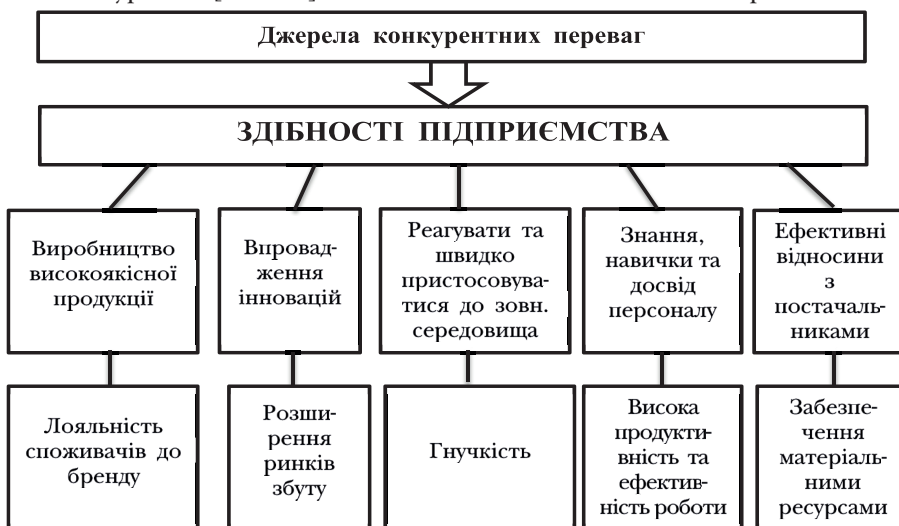 Джерела конкурентних переваг
ЗДІБНОСТІ ПІДПРИЄМСТВА
Виробництво
високоякісної
продукції
Впровад-
ження
інновацій
Реагувати та
швидко
пристосовува-
тися до зовн.
середовища
Знання,
навички та
досвід
персоналу
Ефективні
відносини
з
постачаль-
никами
Лояльність
споживачів до
бренду
Розши-
рення
ринків
збуту
Гнучкість
Висока
продукти-
вність та
ефектив-
ність роботи
Забезпе-
чення
матеріаль-
ними
ресурсами